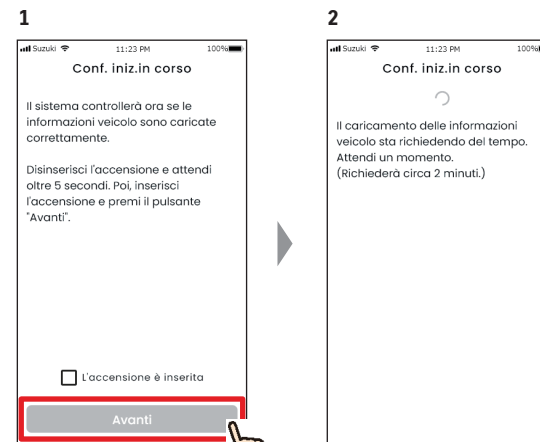 1
Suzuki 11:23 PM 100%
Conf. iniz.in corso
Il sistema controllerà ora se le
informazioni veicolo sono caricate
correttamente.
Disinserisci l'accensione e attendi
oltre 5 secondi. Poi, inserisci
l'accensione e premi il pulsante
"Avanti".
L'accensione è inserita
Avanti
2
Suzuki 11:23 PM 100%
Conf. iniz.in corso
Il caricamento delle informazioni
veicolo sta richiedendo del tempo.
Attendi un momento.
(Richiederà circa 2 minuti.)